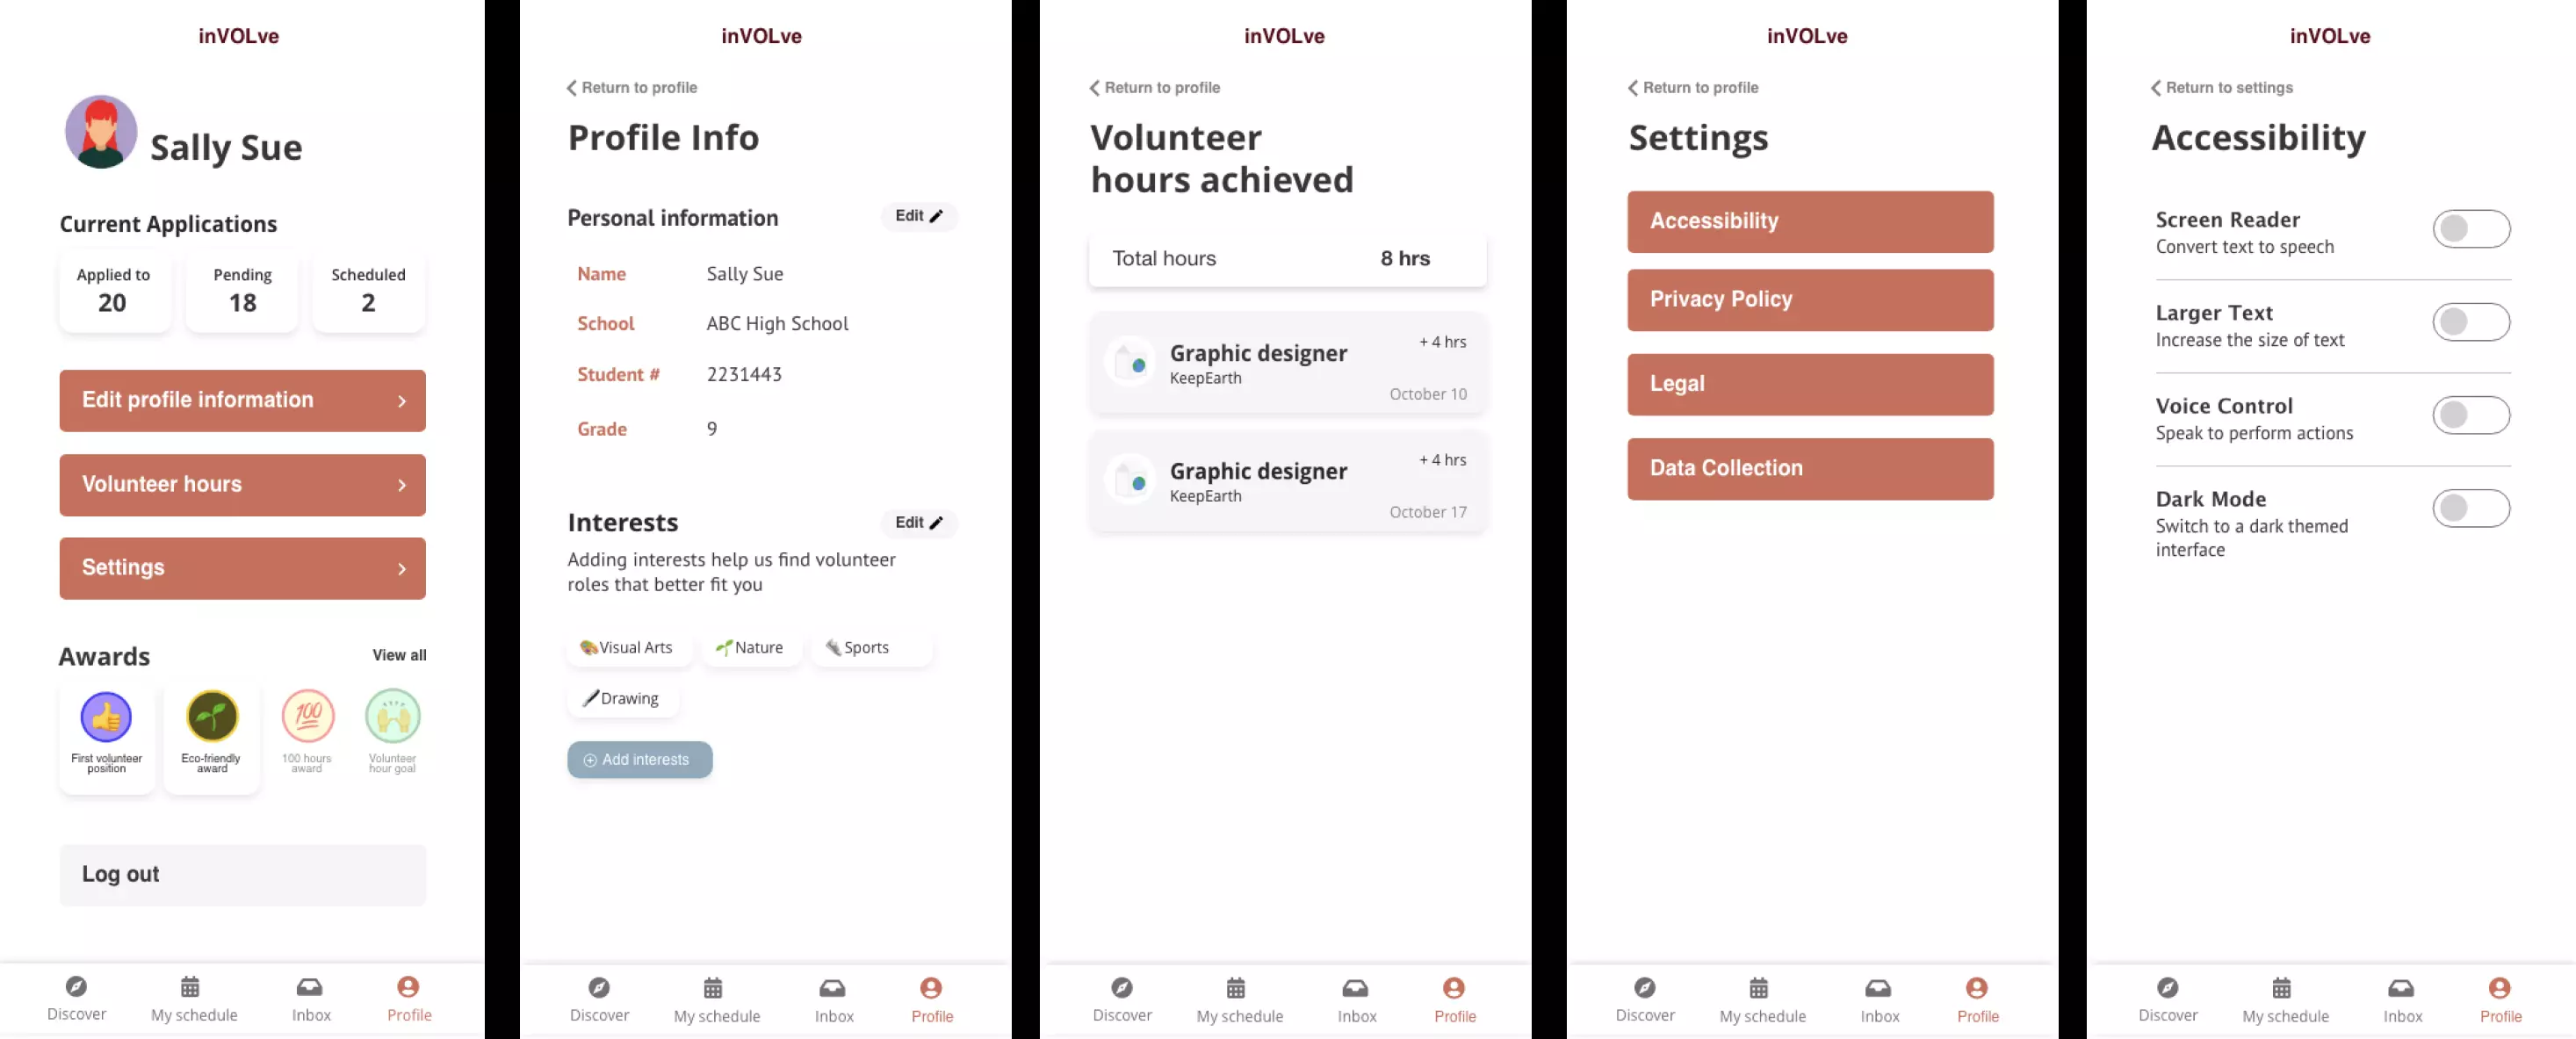 inVOLve
Sally Sue
Current Applications
Applied to
20
Pending
18
Scheduled
2
Edit profile information
Volunteer hours
Settings
Awards
View all
First volunteer
position
Eco-friendly
award
100
100 hours
award
Volunteer
hour goal
Log out
Discover
My schedule
Inbox
Profile
inVOLve
Return to profile
Profile Info
Personal information
Edit
Name
Sally Sue
School
ABC High School
Student #
2231443
Grade
9
Interests
Edit
Adding interests help us find volunteer
roles that better fit you
Visual Arts
Nature
Sports
Drawing
Add interests
Discover
My schedule
Inbox
Profile
inVOLve
Return to profile
Volunteer
hours achieved
Total hours
8 hrs
Graphic designer
KeepEarth
+ 4 hrs
October 10
Graphic designer
KeepEarth
+ 4 hrs
October 17
Discover
My schedule
Inbox
Profile
inVOLve
Return to profile
Settings
Accessibility
Privacy Policy
Legal
Data Collection
Discover
My schedule
Inbox
Profile
inVOLve
Return to settings
Accessibility
Screen Reader
Convert text to speech
Larger Text
Increase the size of text
Voice Control
Speak to perform actions
Dark Mode
Switch to a dark themed
interface
Discover
My schedule
Inbox
Profile